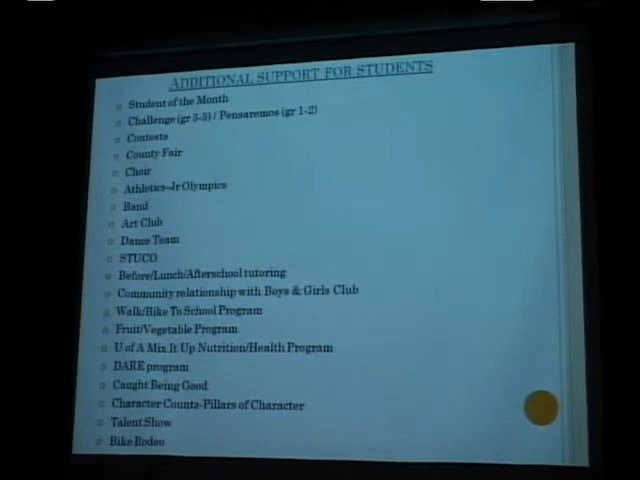 ADDITIONAL SUPPORT FOR STUDENTS
Student of the Month
Challenge (gr 3-5) / Pensaremos (gr 1-2)
Contests
County Fair
Choir
Athletics-Jr Olympics
Band
Art Club
Dance Team
STUCO
Before/Lunch/Afterschool tutoring
Community relationship with Boys & Girls Club
Walk/Bike To School Program
Fruit/Vegetable Program
U of A Mix It Up Nutrition/Health Program
DARE program
Caught Being Good
Character Counts-Pillars of Character
Talent Show
Bike Rodeo